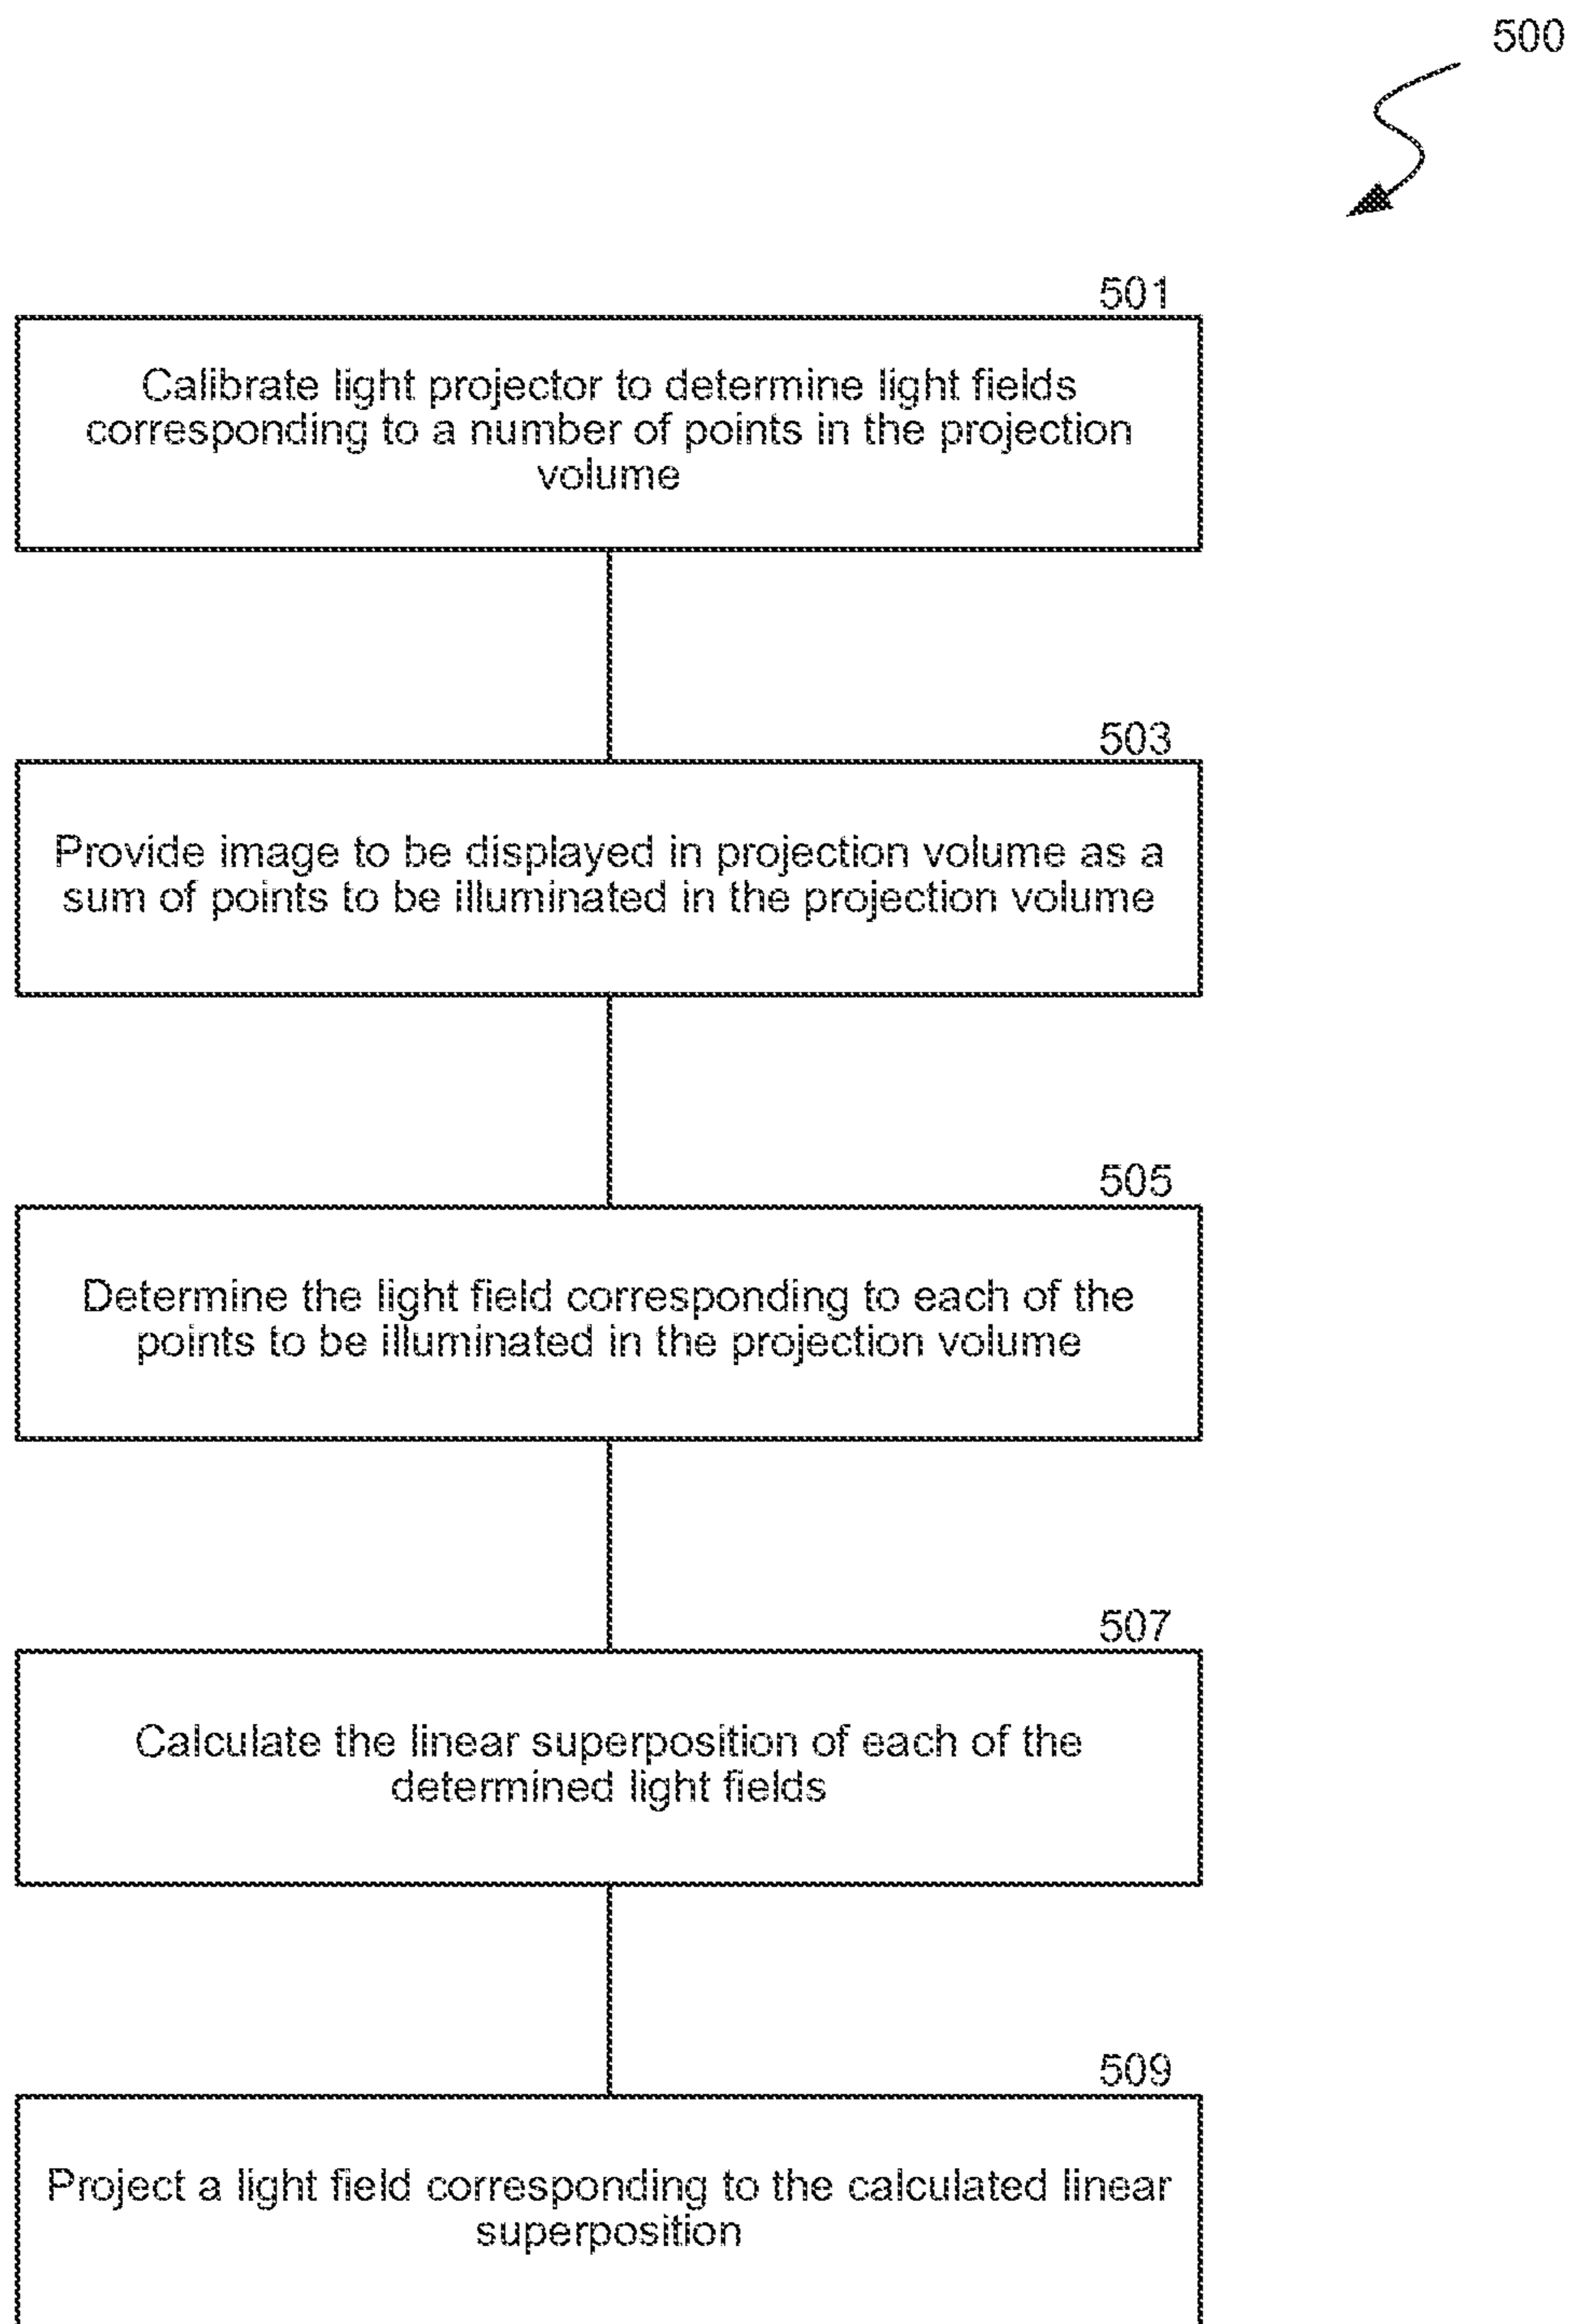 500
501
Calibrate light projector to determine light fields
corresponding to a number of points in the projection
volume
503
Provide image to be displayed in projection volume as a
sum of points to be illuminated in the projection volume
505
Determine the light field corresponding to each of the
points to be illuminated in the projection volume
507
Calculate the linear superposition of each of the
determined light fields
509
Project a light field corresponding to the calculated linear
superposition